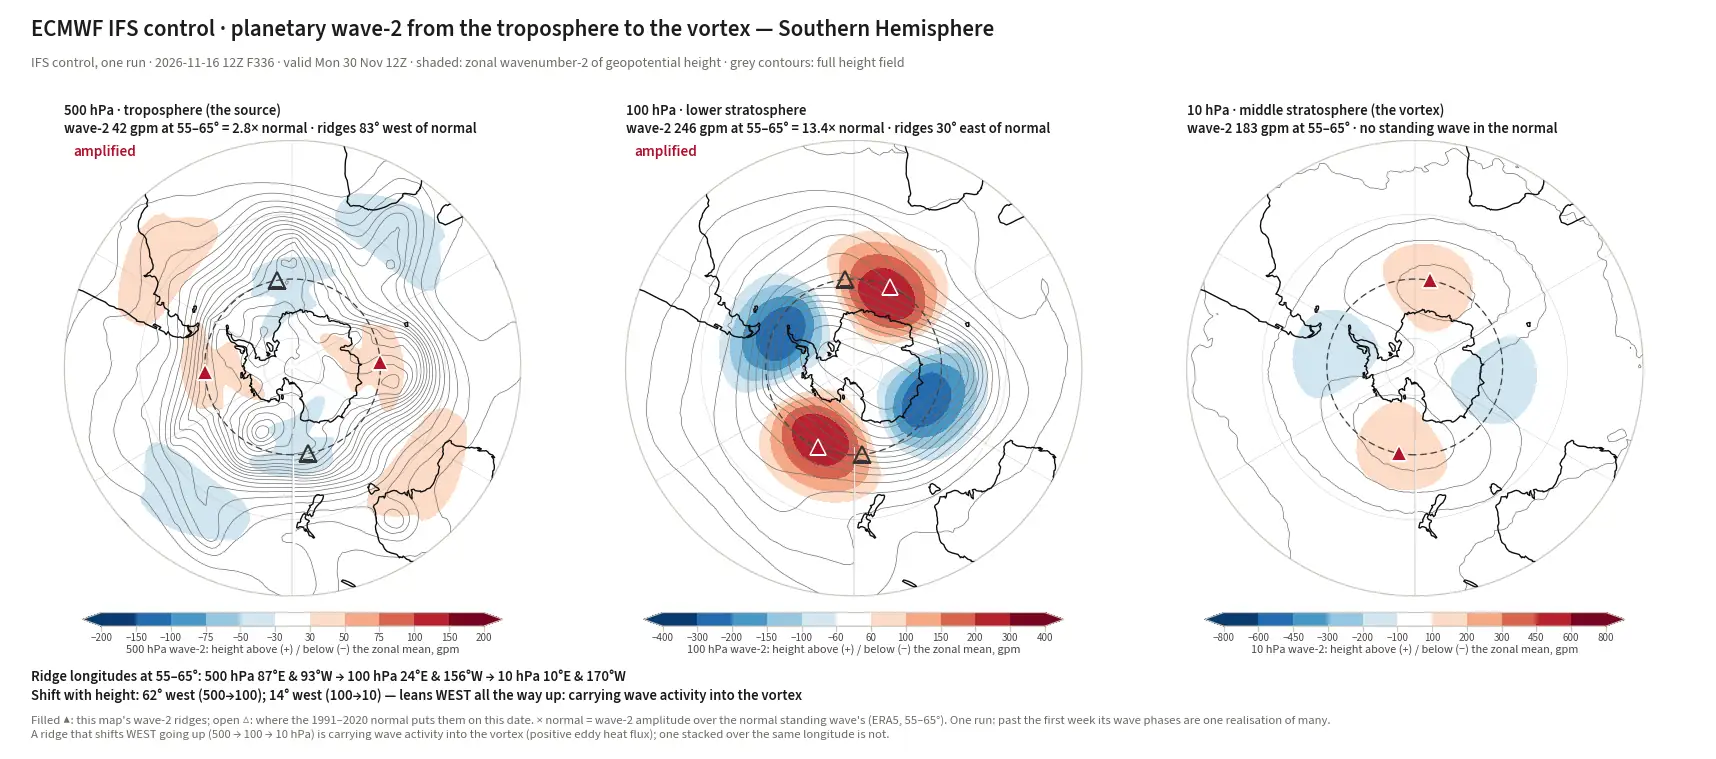 ECMWF IFS control · planetary wave-2 from the troposphere to the vortex — Southern Hemisphere
IFS control, one run · 2026-11-16 12Z F336 · valid Mon 30 Nov 12Z · shaded: zonal wavenumber-2 of geopotential height · grey contours: full height field
500 hPa · troposphere (the source)
wave-2 42 gpm at 55–65° = 2.8× normal · ridges 83° west of normal
amplified
100 hPa · lower stratosphere
wave-2 246 gpm at 55–65° = 13.4× normal · ridges 30° east of normal
amplified
10 hPa · middle stratosphere (the vortex)
wave-2 183 gpm at 55–65° · no standing wave in the normal
−200 −150 −100 −75 −50 −30 30 50 75 100 150 200
500 hPa wave-2: height above (+) / below (−) the zonal mean, gpm
−400 −300 −200 −150 −100 −60 60 100 150 200 300 400
100 hPa wave-2: height above (+) / below (−) the zonal mean, gpm
−800 −600 −450 −300 −200 −100 100 200 300 450 600 800
10 hPa wave-2: height above (+) / below (−) the zonal mean, gpm
Ridge longitudes at 55–65°: 500 hPa 87°E & 93°W → 100 hPa 24°E & 156°W → 10 hPa 10°E & 170°W
Shift with height: 62° west (500→100); 14° west (100→10) — leans WEST all the way up: carrying wave activity into the vortex
Filled ▲: this map's wave-2 ridges; open △: where the 1991–2020 normal puts them on this date. × normal = wave-2 amplitude over the normal standing wave's (ERA5, 55–65°). One run: past the first week its wave phases are one realisation of many.
A ridge that shifts WEST going up (500 → 100 → 10 hPa) is carrying wave activity into the vortex (positive eddy heat flux); one stacked over the same longitude is not.